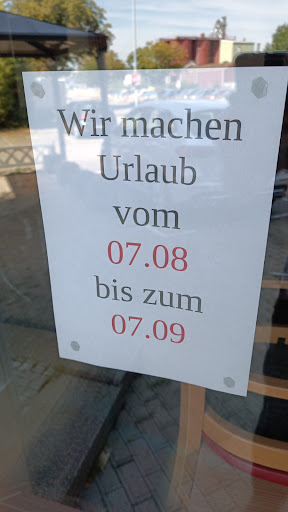 Wir machen
Urlaub
vom
07.08
bis zum
07.09